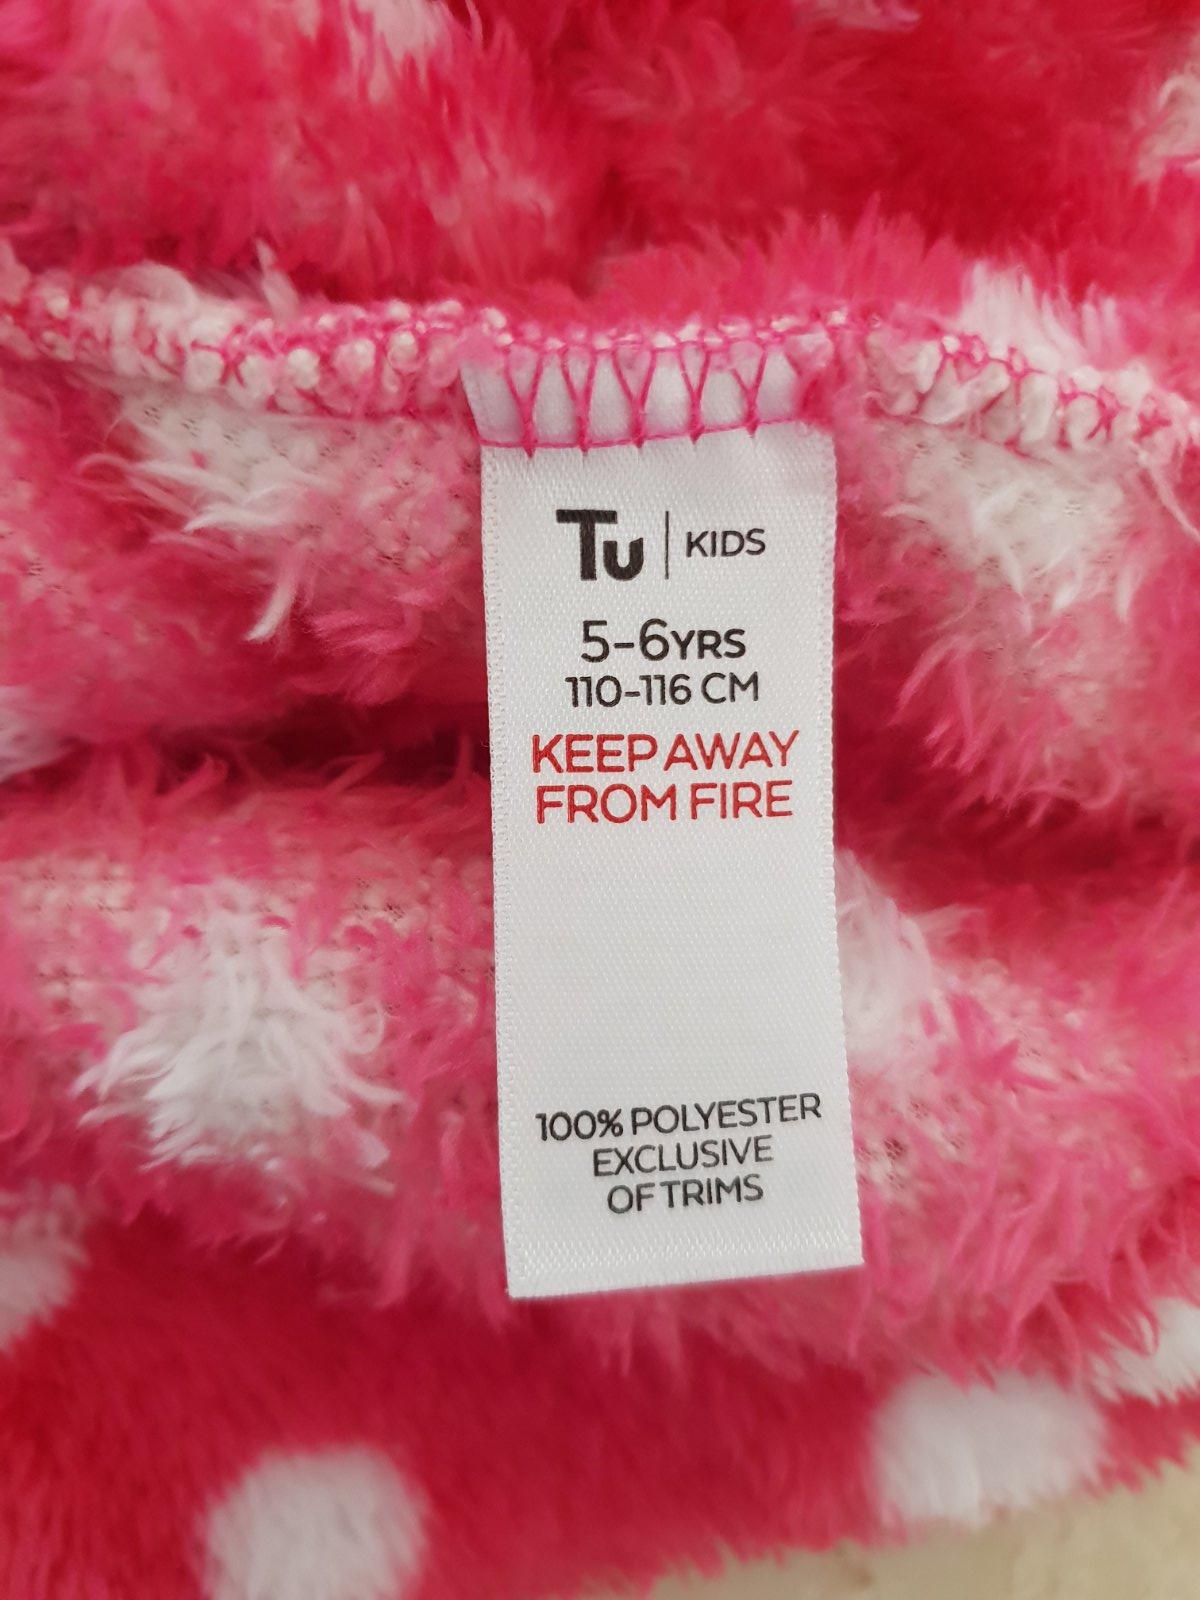 Tu | KIDS
5-6YRS
110-116 CM
KEEP AWAY
FROM FIRE
100% POLYESTER
EXCLUSIVE
OF TRIMS